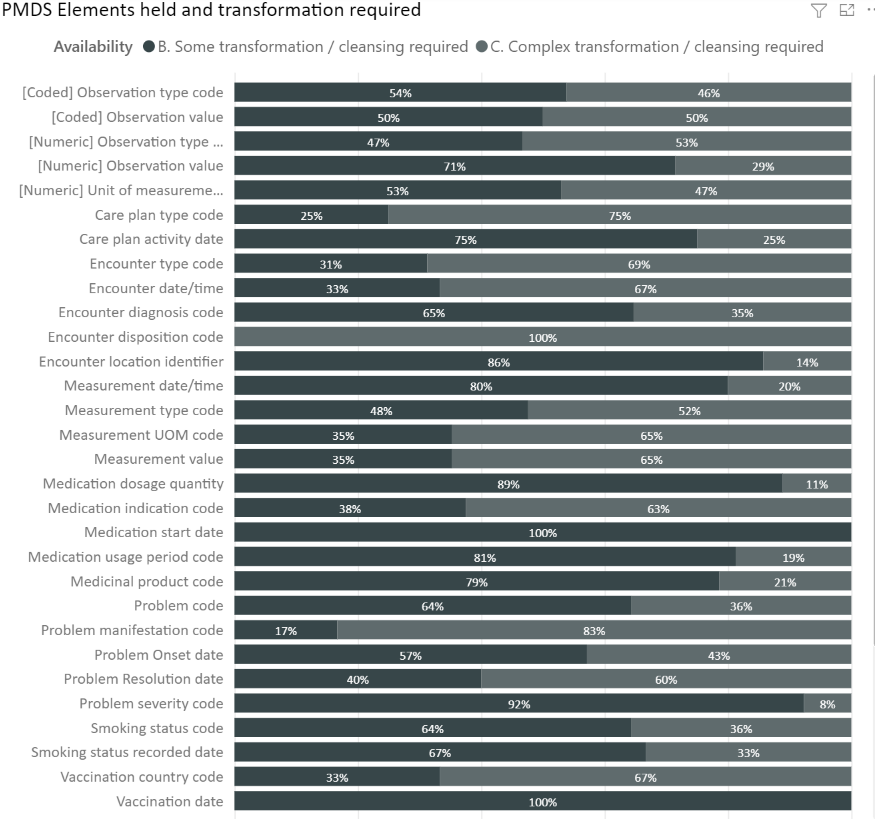 PMDS Elements held and transformation required
Availability B. Some transformation / cleansing required C. Complex transformation / cleansing required
[Coded] Observation type code 54% 46%
[Coded] Observation value 50% 50%
[Numeric] Observation type ... 47% 53%
[Numeric] Observation value 71% 29%
[Numeric] Unit of measureme... 53% 47%
Care plan type code 25% 75%
Care plan activity date 75% 25%
Encounter type code 31% 69%
Encounter date/time 33% 67%
Encounter diagnosis code 65% 35%
Encounter disposition code 100%
Encounter location identifier 86% 14%
Measurement date/time 80% 20%
Measurement type code 48% 52%
Measurement UOM code 35% 65%
Measurement value 35% 65%
Medication dosage quantity 89% 11%
Medication indication code 38% 63%
Medication start date 100%
Medication usage period code 81% 19%
Medicinal product code 79% 21%
Problem code 64% 36%
Problem manifestation code 17% 83%
Problem Onset date 57% 43%
Problem Resolution date 40% 60%
Problem severity code 92% 8%
Smoking status code 64% 36%
Smoking status recorded date 67% 33%
Vaccination country code 33% 67%
Vaccination date 100%